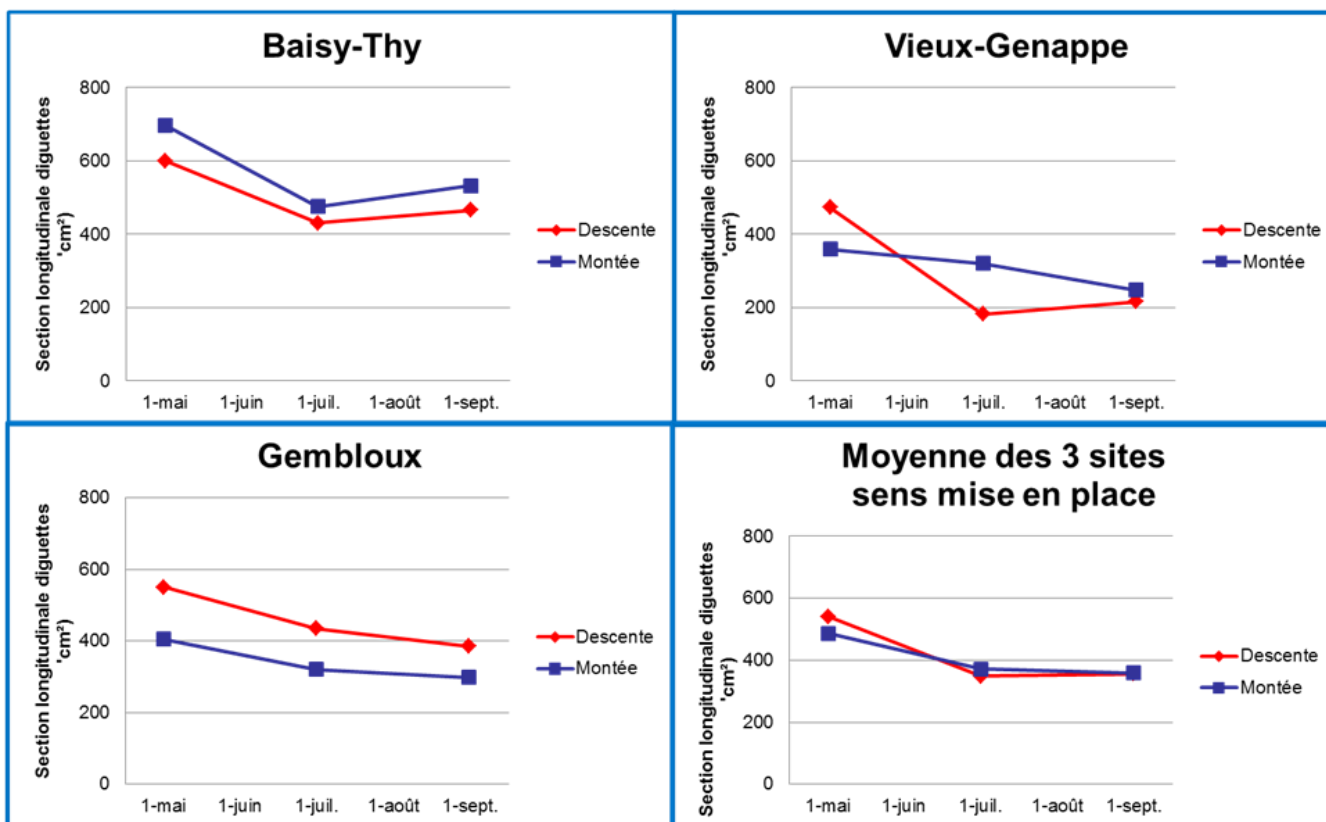 Baisy-Thy
Section longitudinale diguettes
'cm²)
800
600
400
200
0
1-mai 1-juin 1-juil. 1-août 1-sept.
Descente
Montée
Vieux-Genappe
Section longitudinale diguettes
'cm²)
800
600
400
200
0
1-mai 1-juin 1-juil. 1-août 1-sept.
Descente
Montée
Gembloux
Section longitudinale diguettes
'cm²)
800
600
400
200
0
1-mai 1-juin 1-juil. 1-août 1-sept.
Descente
Montée
Moyenne des 3 sites
sens mise en place
Section longitudinale diguettes
'cm²)
800
600
400
200
0
1-mai 1-juin 1-juil. 1-août 1-sept.
Descente
Montée